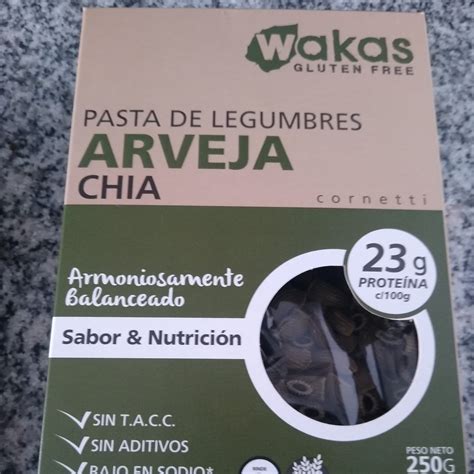 Wakas
GLUTEN FREE
PASTA DE LEGUMBRES
ARVEJA
CHIA
cornetti
23 g
PROTEÍNA
c/100g
Armoniosamente
Balanceado
Sabor & Nutrición
SIN T.A.C.C.
SIN ADITIVOS
BAJO EN SODIO*
PESO NETO
250G